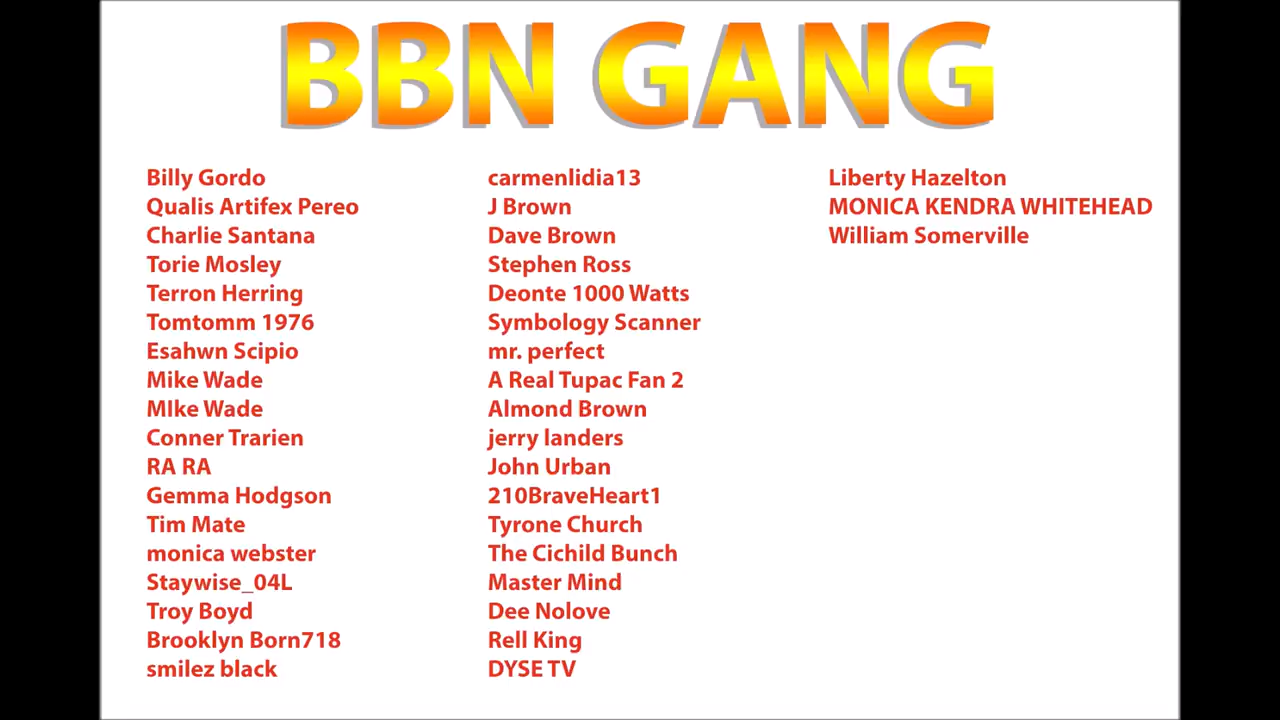 BBN GANG
Billy Gordo
Qualis Artifex Pereo
Charlie Santana
Torie Mosley
Terron Herring
Tomtomm 1976
Esahwn Scipio
Mike Wade
MIke Wade
Conner Trarien
RA RA
Gemma Hodgson
Tim Mate
monica webster
Staywise_04L
Troy Boyd
Brooklyn Born718
smilez black
carmenlidia13
J Brown
Dave Brown
Stephen Ross
Deonte 1000 Watts
Symbology Scanner
mr. perfect
A Real Tupac Fan 2
Almond Brown
jerry landers
John Urban
210BraveHeart1
Tyrone Church
The Cichild Bunch
Master Mind
Dee Nolove
Rell King
DYSE TV
Liberty Hazelton
MONICA KENDRA WHITEHEAD
William Somerville